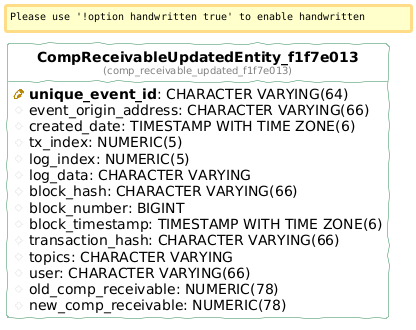 Please use '!option handwritten true' to enable handwritten
CompReceivableUpdatedEntity_f1f7e013
(comp_receivable_updated_f1f7e013)
unique_event_id: CHARACTER VARYING(64)
event_origin_address: CHARACTER VARYING(66)
created_date: TIMESTAMP WITH TIME ZONE(6)
tx_index: NUMERIC(5)
log_index: NUMERIC(5)
log_data: CHARACTER VARYING
block_hash: CHARACTER VARYING(66)
block_number: BIGINT
block_timestamp: TIMESTAMP WITH TIME ZONE(6)
transaction_hash: CHARACTER VARYING(66)
topics: CHARACTER VARYING
user: CHARACTER VARYING(66)
old_comp_receivable: NUMERIC(78)
new_comp_receivable: NUMERIC(78)